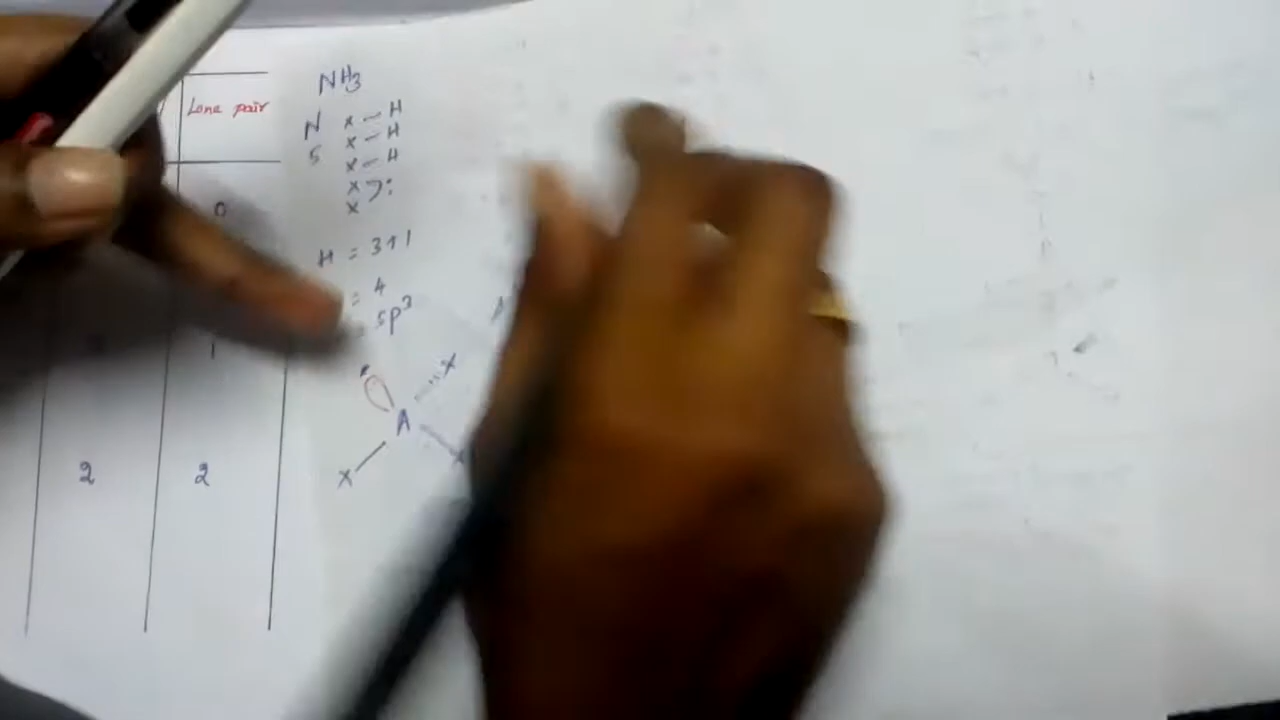 Lone pair
0
1
2 2
NH3
N x - H
5 x - H
x - H
x :
x
H = 3+1
= 4
sp³
x
A
x x